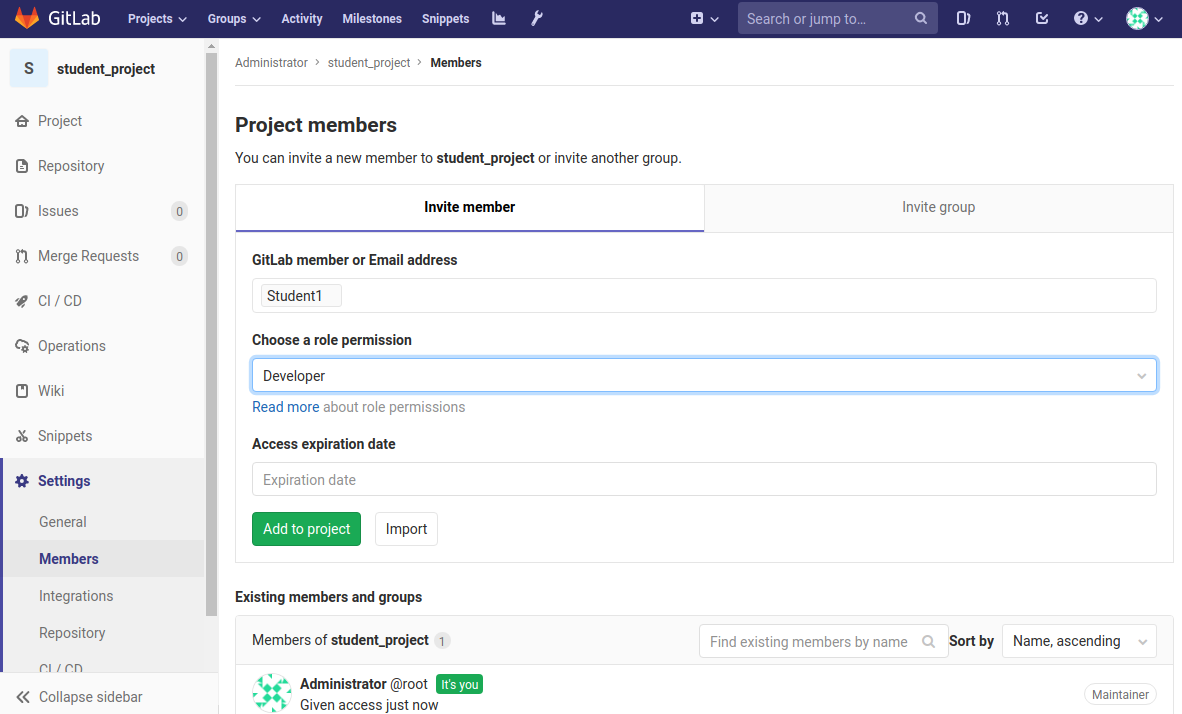 GitLab Projects Groups Activity Milestones Snippets Search or jump to...
S student_project
Administrator > student_project > Members
Project
Repository
Issues 0
Merge Requests 0
CI / CD
Operations
Wiki
Snippets
Settings
General
Members
Integrations
Repository
CI / CD
Collapse sidebar
Project members
You can invite a new member to student_project or invite another group.
Invite member Invite group
GitLab member or Email address
Student1
Choose a role permission
Developer
Read more about role permissions
Access expiration date
Expiration date
Add to project Import
Existing members and groups
Members of student_project 1 Find existing members by name Sort by Name, ascending
Administrator @root It's you
Given access just now
Maintainer